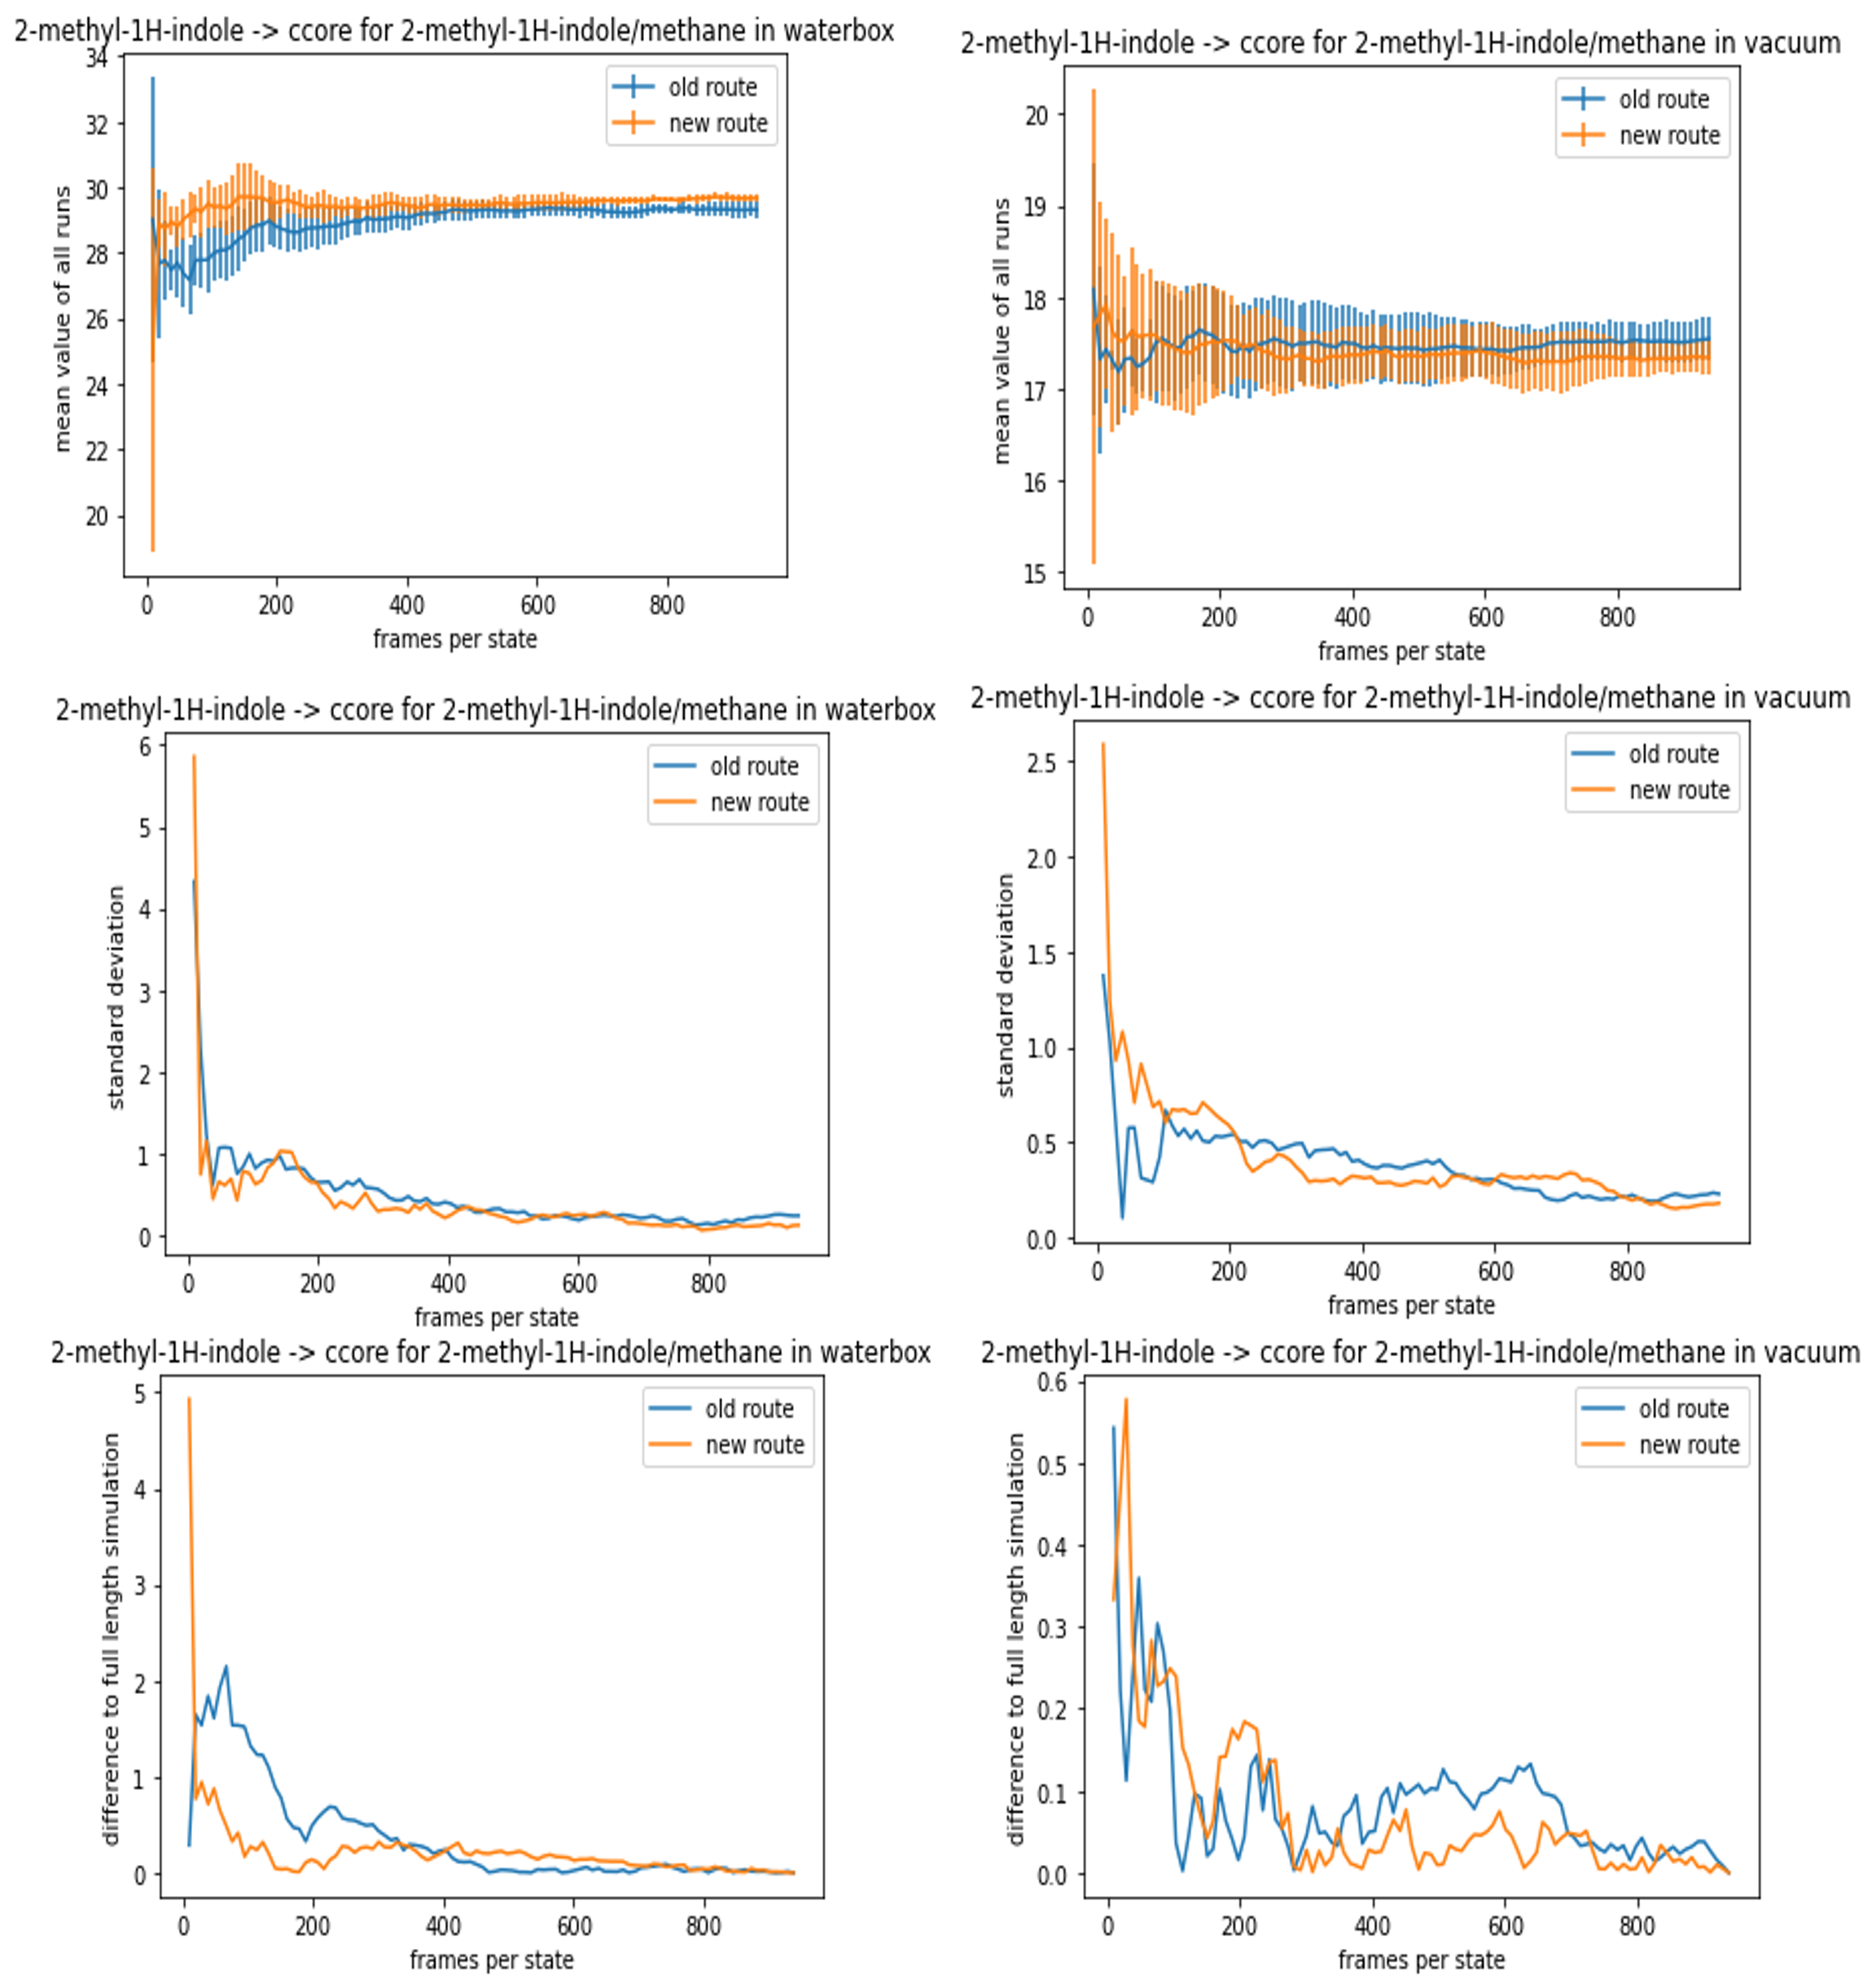 2-methyl-1H-indole -> ccore for 2-methyl-1H-indole/methane in waterbox
34
32
30
28
26
24
22
20
mean value of all runs
old route
new route
0 200 400 600 800
frames per state
2-methyl-1H-indole -> ccore for 2-methyl-1H-indole/methane in vacuum
20
19
18
17
16
15
mean value of all runs
old route
new route
0 200 400 600 800
frames per state
2-methyl-1H-indole -> ccore for 2-methyl-1H-indole/methane in waterbox
6
5
4
3
2
1
0
standard deviation
old route
new route
0 200 400 600 800
frames per state
2-methyl-1H-indole -> ccore for 2-methyl-1H-indole/methane in vacuum
2.5
2.0
1.5
1.0
0.5
0.0
standard deviation
old route
new route
0 200 400 600 800
frames per state
2-methyl-1H-indole -> ccore for 2-methyl-1H-indole/methane in waterbox
5
4
3
2
1
0
difference to full length simulation
old route
new route
0 200 400 600 800
frames per state
2-methyl-1H-indole -> ccore for 2-methyl-1H-indole/methane in vacuum
0.6
0.5
0.4
0.3
0.2
0.1
0.0
difference to full length simulation
old route
new route
0 200 400 600 800
frames per state